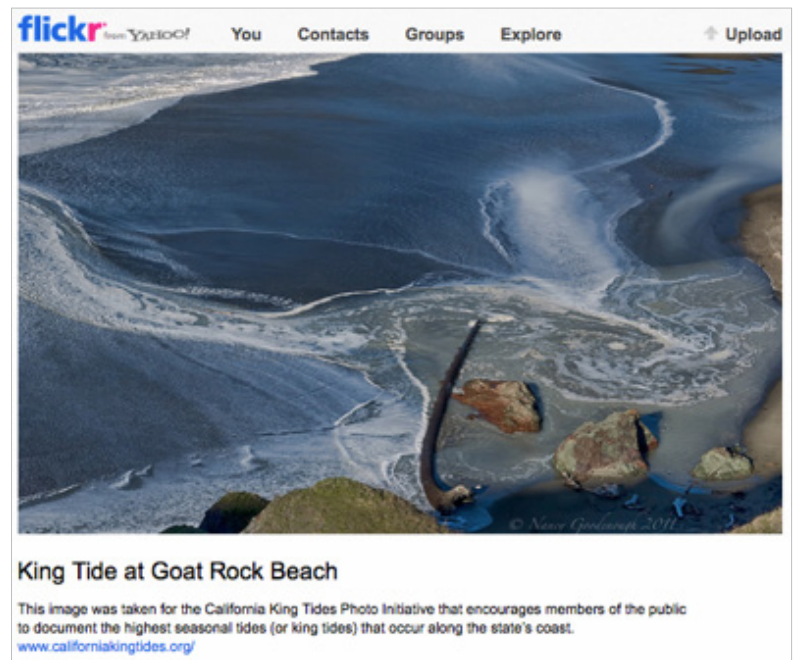 flickr from YAHOO! You Contacts Groups Explore Upload
© Nancy Goodenough 2011
King Tide at Goat Rock Beach
This image was taken for the California King Tides Photo Initiative that encourages members of the public
to document the highest seasonal tides (or king tides) that occur along the state's coast.
www.californiakingtides.org/